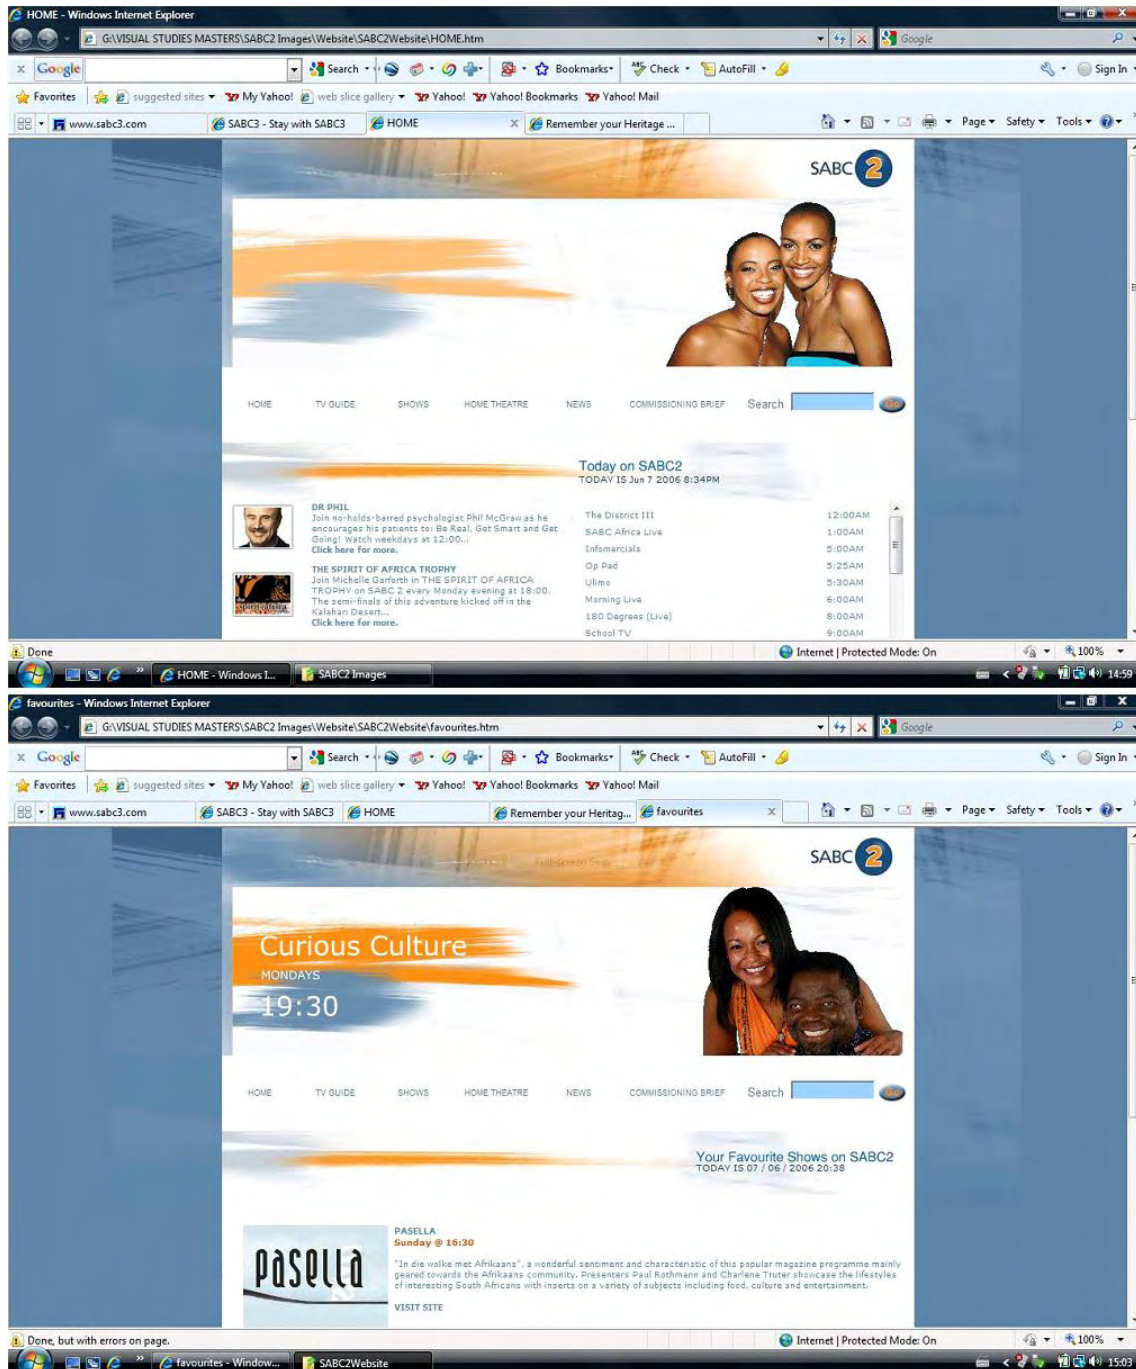 HOME - Windows Internet Explorer
G:\VISUAL STUDIES MASTERS\SABC2 Images\Website\SABC2Website\HOME.htm
Google
x Google Search Bookmarks Check AutoFill Sign In
Favorites suggested sites My Yahoo! web slice gallery Yahoo! Yahoo! Bookmarks Yahoo! Mail
www.sabc3.com SABC3 - Stay with SABC3 HOME x Remember your Heritage ... Page Safety Tools
SABC 2
HOME TV GUIDE SHOWS HOME THEATRE NEWS COMMISSIONING BRIEF Search Go
Today on SABC2
TODAY IS Jun 7 2006 8:34PM
DR PHIL
Join no-holds-barred psychologist Phil McGraw as he
encourages his patients to: Be Real, Get Smart and Get
Going! Watch weekdays at 12:00...
Click here for more.
THE SPIRIT OF AFRICA TROPHY
Join Michelle Garforth in THE SPIRIT OF AFRICA
TROPHY on SABC 2 every Monday evening at 18:00.
The semi-finals of this adventure kicked off in the
Kalahari Desert...
Click here for more.
The District III 12:00AM
SABC Africa Live 1:00AM
Infomercials 5:00AM
Op Pad 5:25AM
Ulimo 5:30AM
Morning Live 6:00AM
180 Degrees (Live) 8:00AM
School TV 9:00AM
Done Internet | Protected Mode: On 100%
HOME - Windows I... SABC2 Images 14:59
favourites - Windows Internet Explorer
G:\VISUAL STUDIES MASTERS\SABC2 Images\Website\SABC2Website\favourites.htm
Google
x Google Search Bookmarks Check AutoFill Sign In
Favorites suggested sites My Yahoo! web slice gallery Yahoo! Yahoo! Bookmarks Yahoo! Mail
www.sabc3.com SABC3 - Stay with SABC3 HOME Remember your Heritag... favourites x Page Safety Tools
Full-screen Snip
SABC 2
Curious Culture
MONDAYS
19:30
HOME TV GUIDE SHOWS HOME THEATRE NEWS COMMISSIONING BRIEF Search Go
Your Favourite Shows on SABC2
TODAY IS 07 / 06 / 2006 20:38
pasella
PASELLA
Sunday @ 16:30
"In die wolke met Afrikaans", a wonderful sentiment and characteristic of this popular magazine programme mainly
geared towards the Afrikaans community. Presenters Paul Rothmann and Charlene Truter showcase the lifestyles
of interesting South Africans with inserts on a variety of subjects including food, culture and entertainment.
VISIT SITE
Done, but with errors on page. Internet | Protected Mode: On 100%
favourites - Window... SABC2Website 15:03